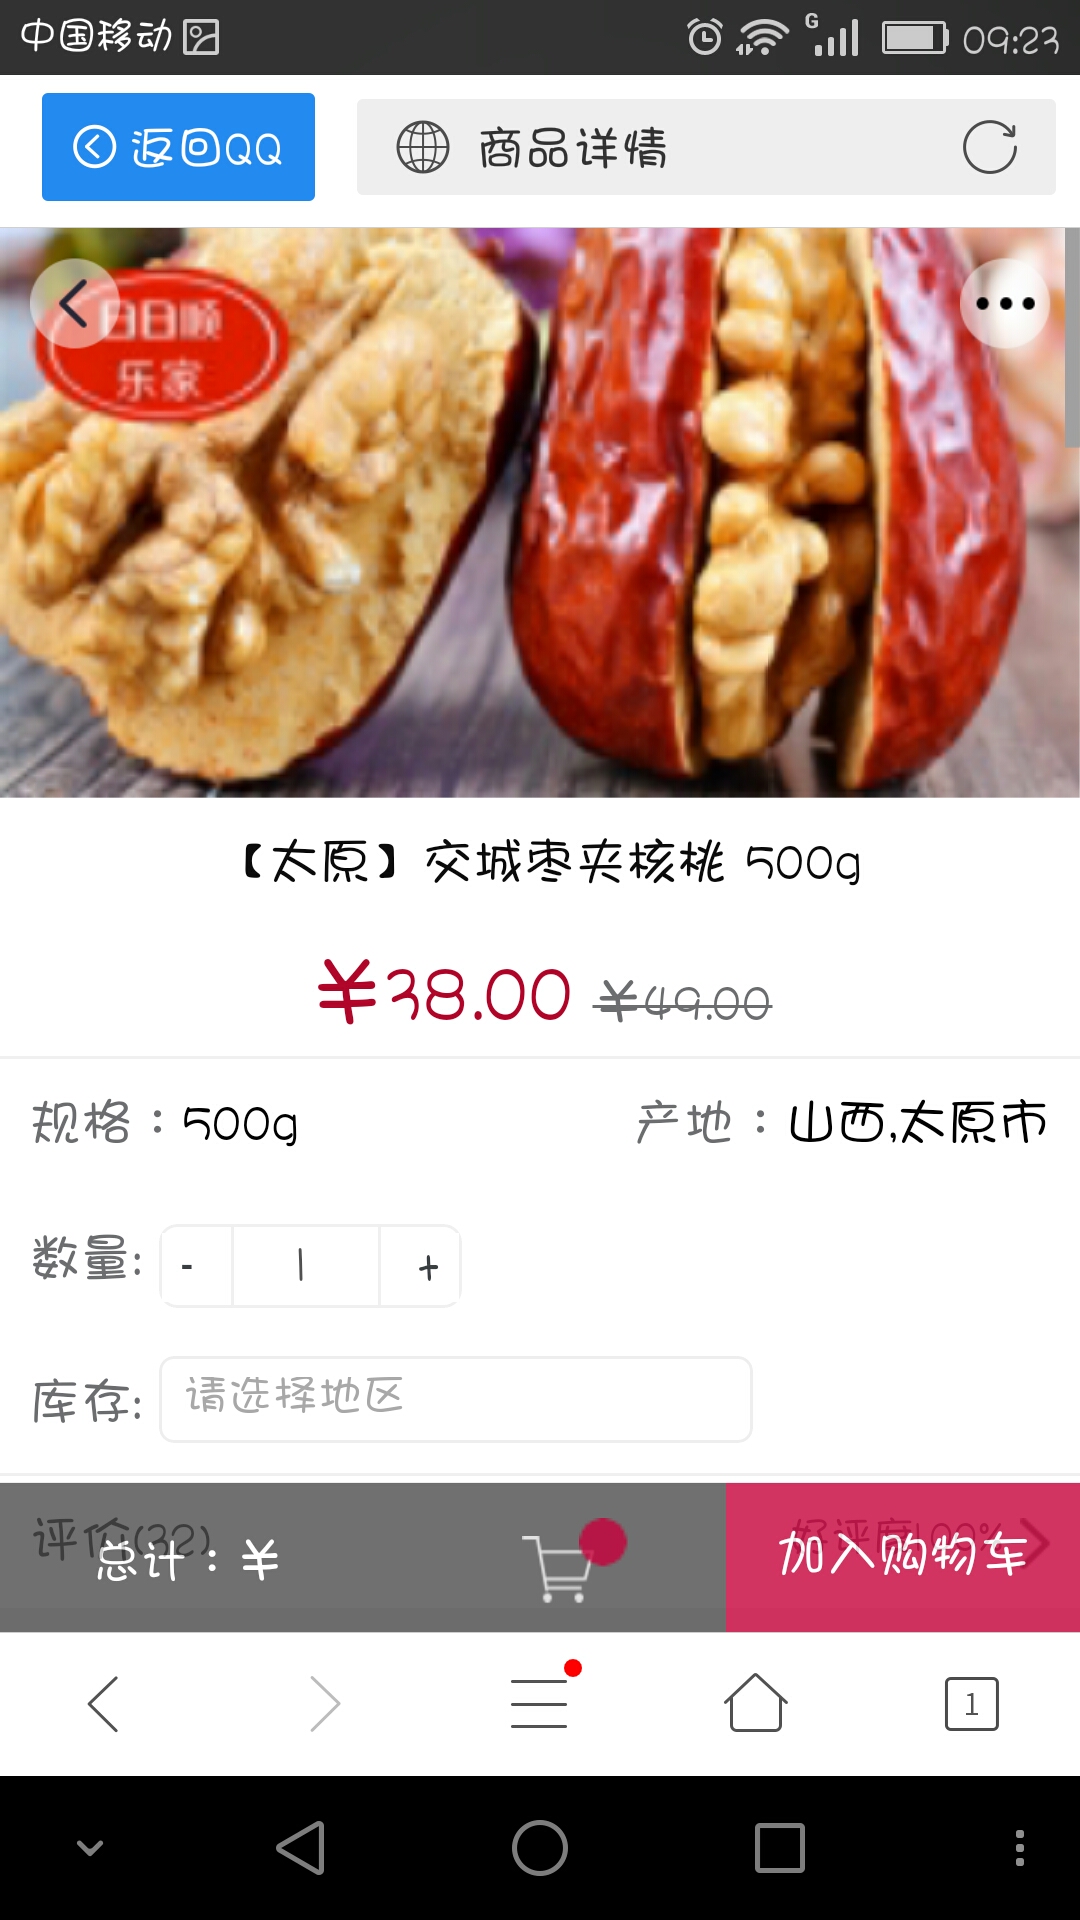 中国移动
G
09:23
返回QQ
商品详情
日日顺
乐家
【太原】交城枣夹核桃 500g
¥38.00 ¥49.00
规格：500g
产地：山西,太原市
数量: - 1 +
库存: 请选择地区
评价(32)
好评度100%
总计：¥
加入购物车
1